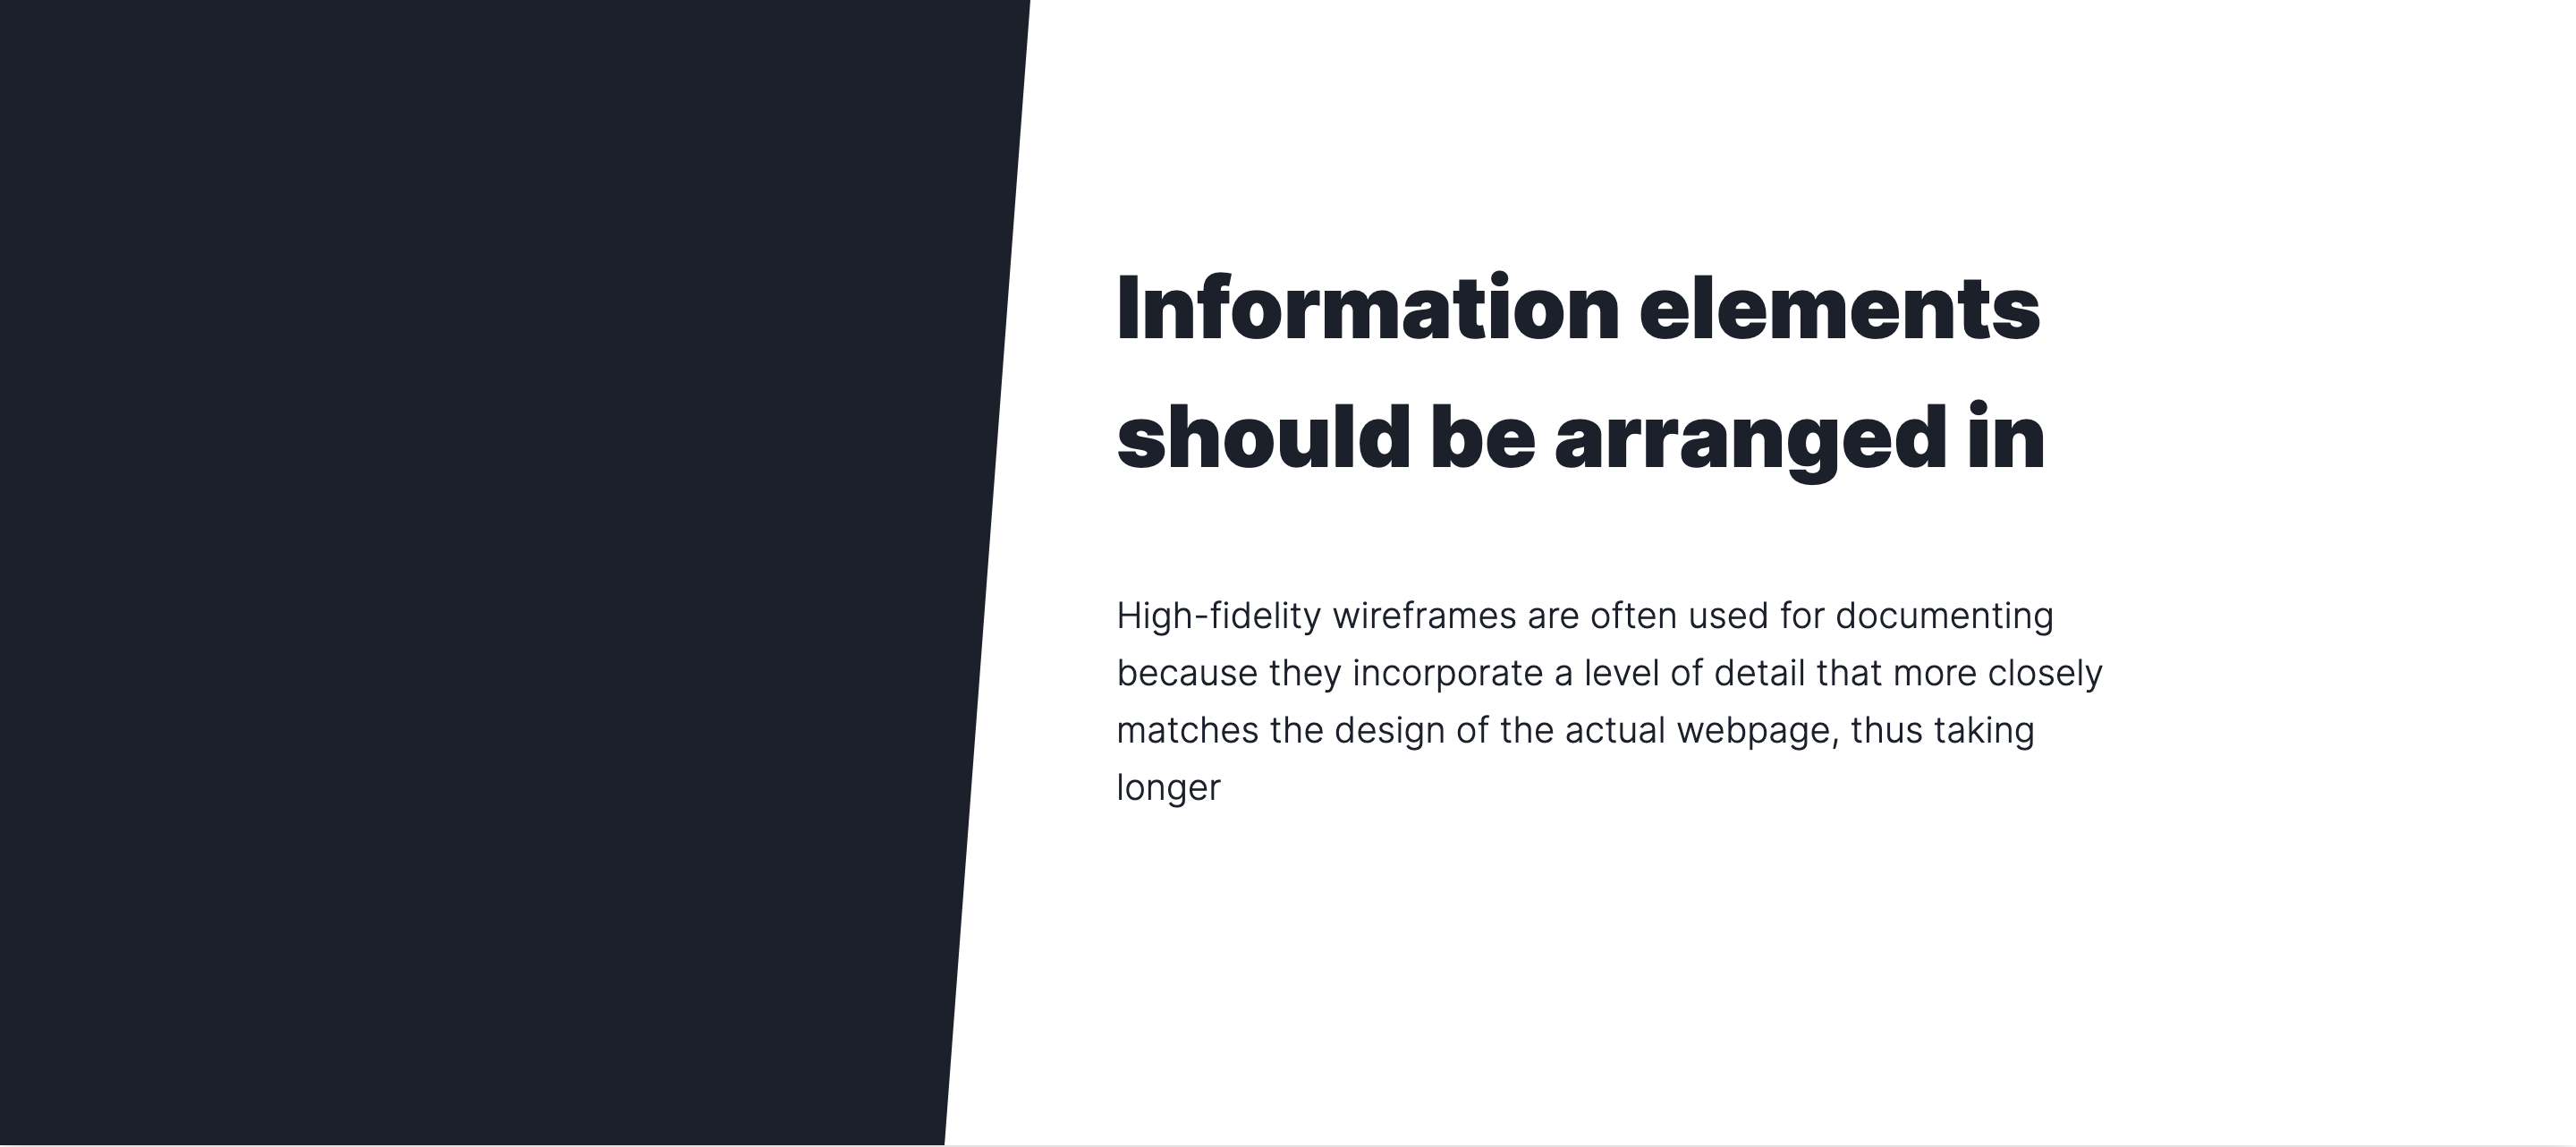 Information elements
should be arranged in
High-fidelity wireframes are often used for documenting
because they incorporate a level of detail that more closely
matches the design of the actual webpage, thus taking
longer